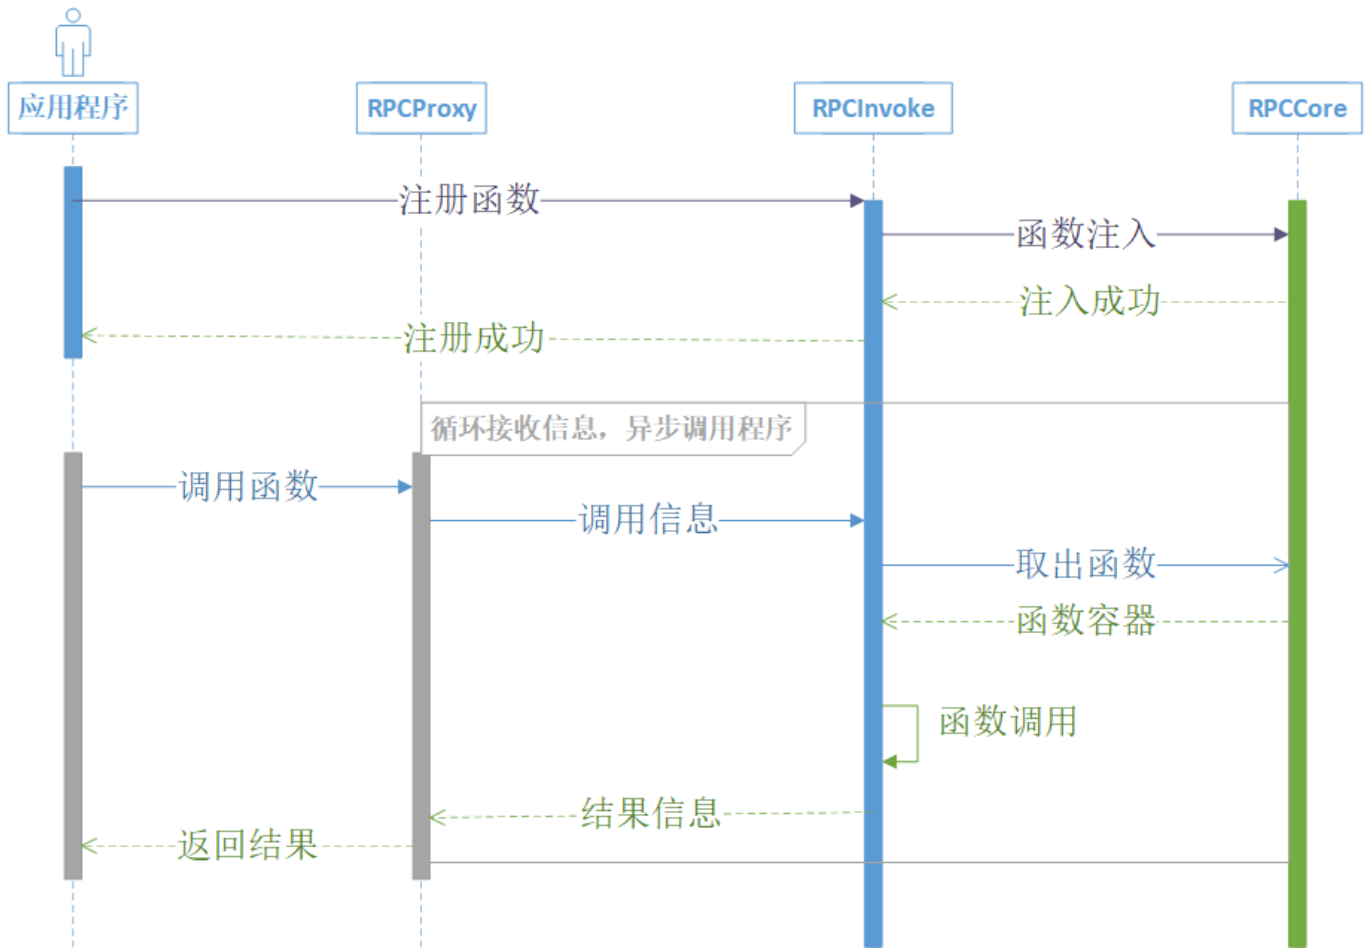 应用程序
RPCProxy
RPCInvoke
RPCCore
注册函数
函数注入
注入成功
注册成功
循环接收信息，异步调用程序
调用函数
调用信息
取出函数
函数容器
函数调用
结果信息
返回结果